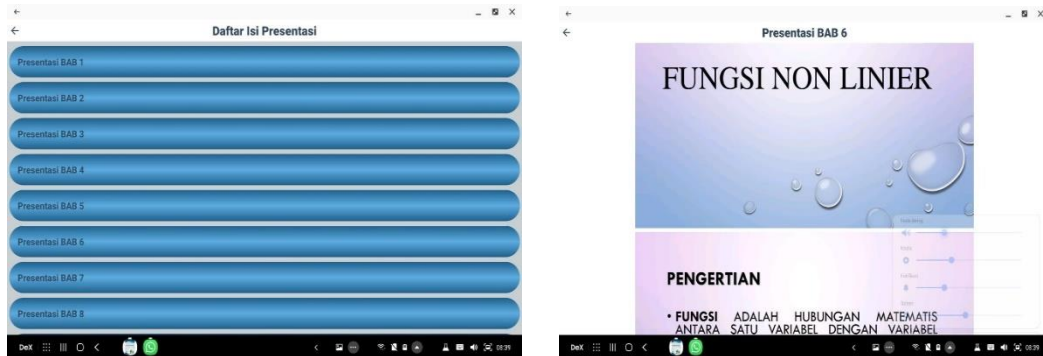 Daftar Isi Presentasi
Presentasi BAB 1
Presentasi BAB 2
Presentasi BAB 3
Presentasi BAB 4
Presentasi BAB 5
Presentasi BAB 6
Presentasi BAB 7
Presentasi BAB 8
DeX
08:39
Presentasi BAB 6
FUNGSI NON LINIER
PENGERTIAN
• FUNGSI ADALAH HUBUNGAN MATEMATIS
ANTARA SATU VARIABEL DENGAN VARIABEL
DeX
08:39